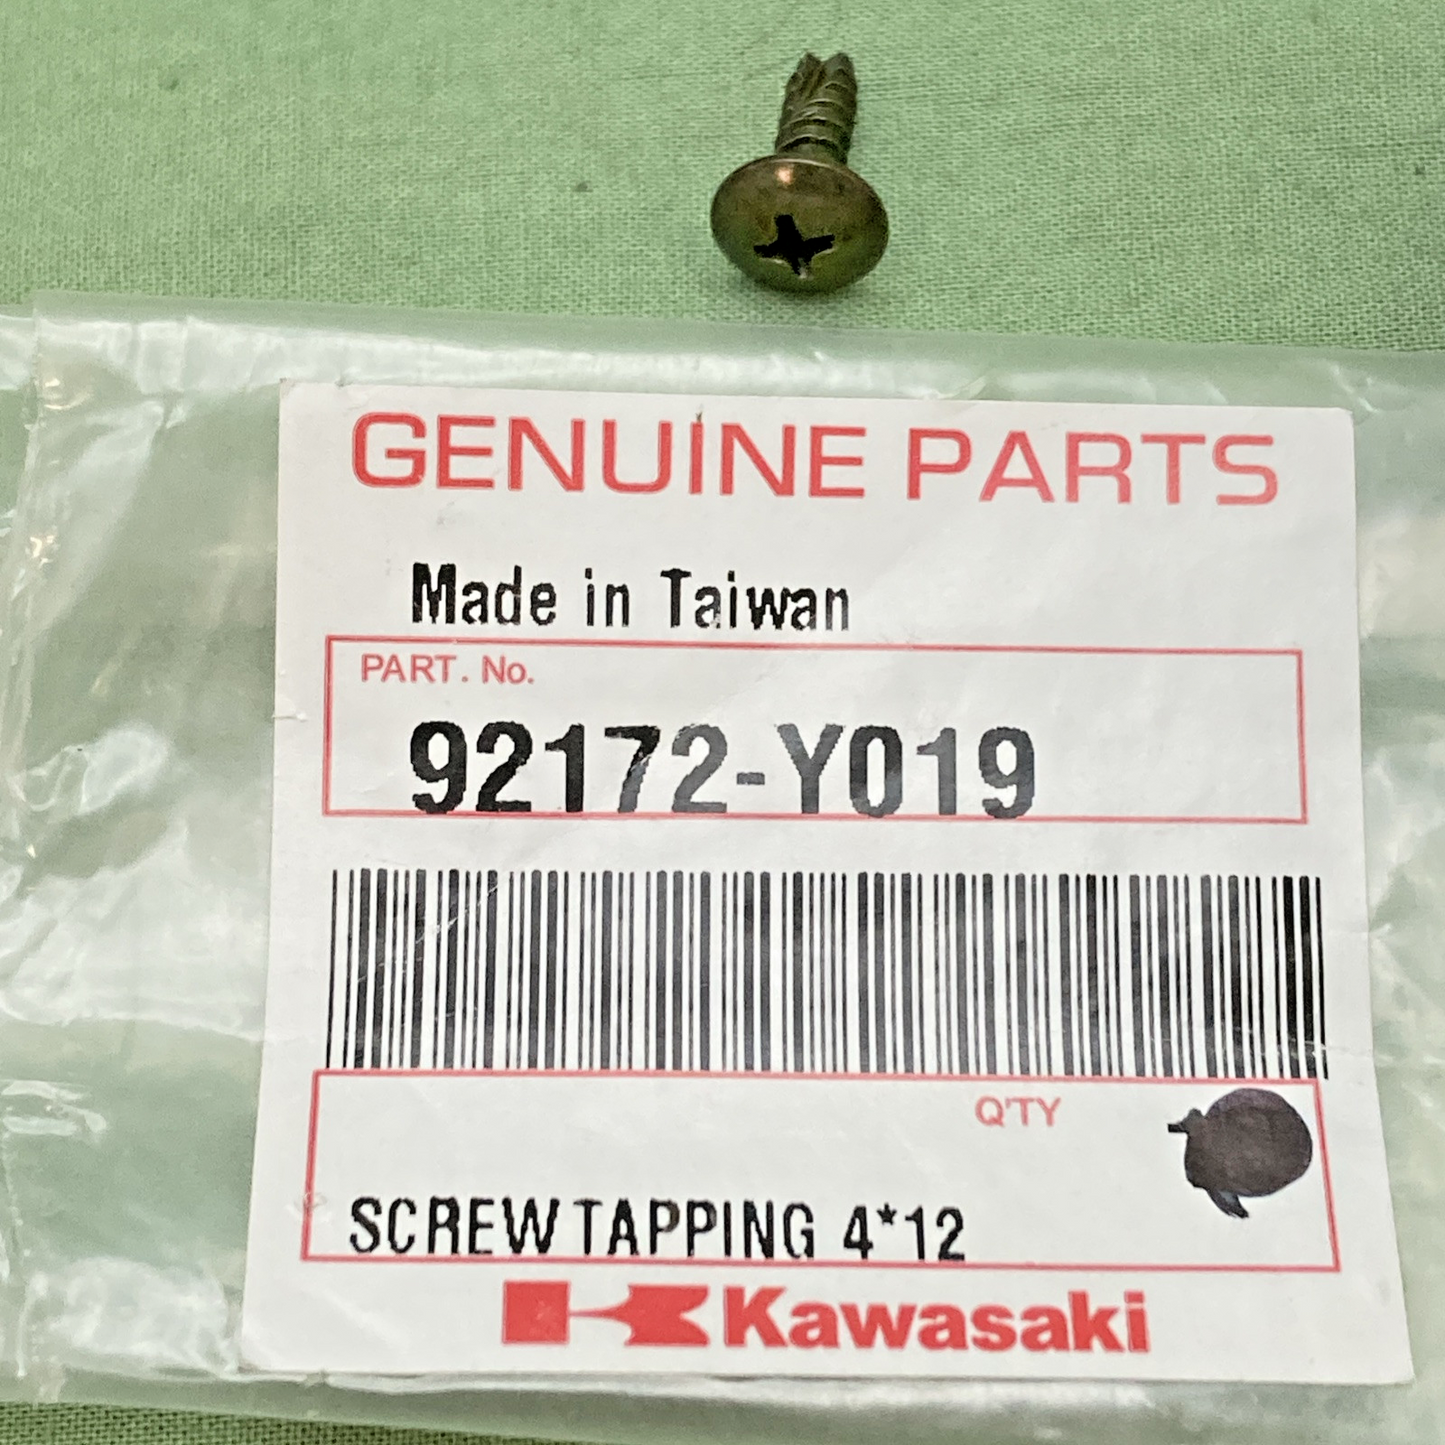 GENUINE PARTS
Made in Taiwan
PART. No.
92172-Y019
Q'TY
SCREW TAPPING 4*12
Kawasaki